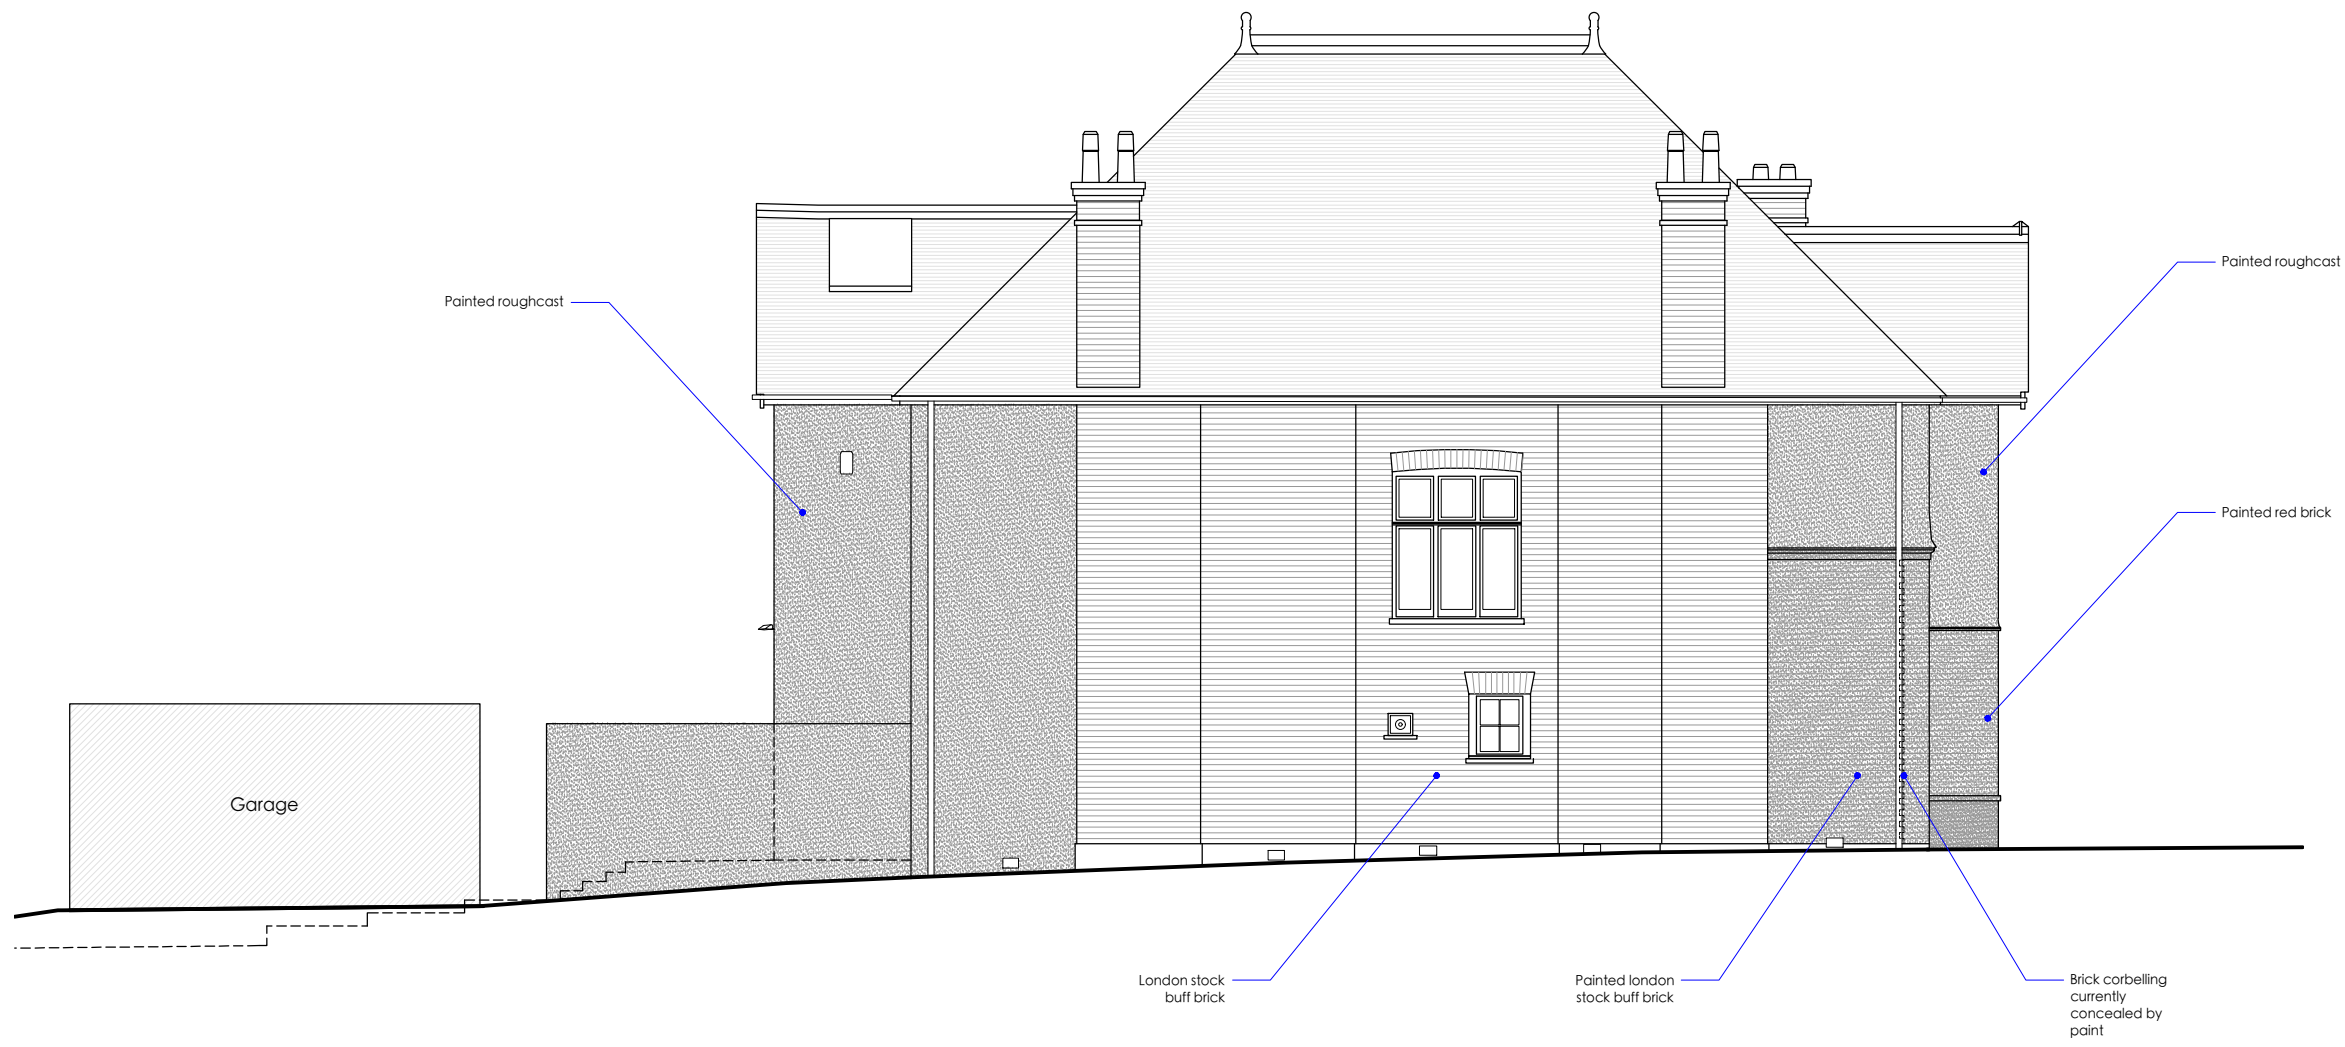 Painted roughcast
Painted roughcast
Painted red brick
Garage
London stock
buff brick
Painted london
stock buff brick
Brick corbelling
currently
concealed by
paint